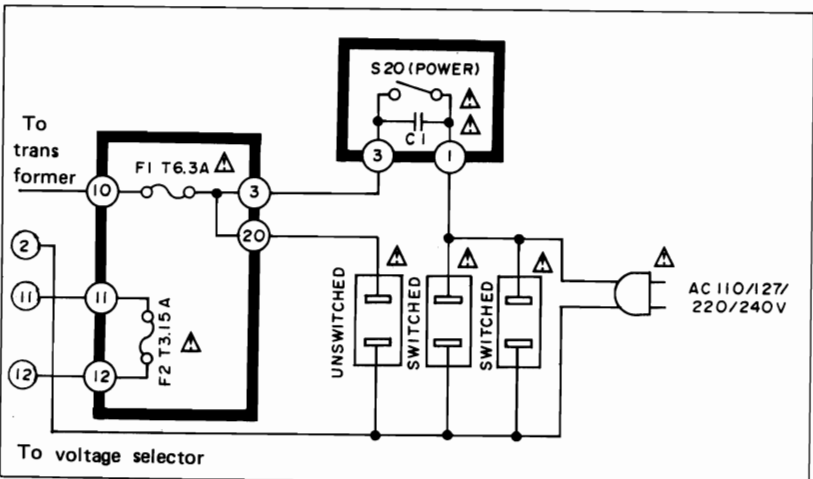 S20(POWER)
C1
3
1
To
trans
former
F1 T6.3A
10
3
20
2
11
11
F2 T3.15A
12
12
UNSWITCHED
SWITCHED
SWITCHED
AC 110/127/
220/240V
To voltage selector